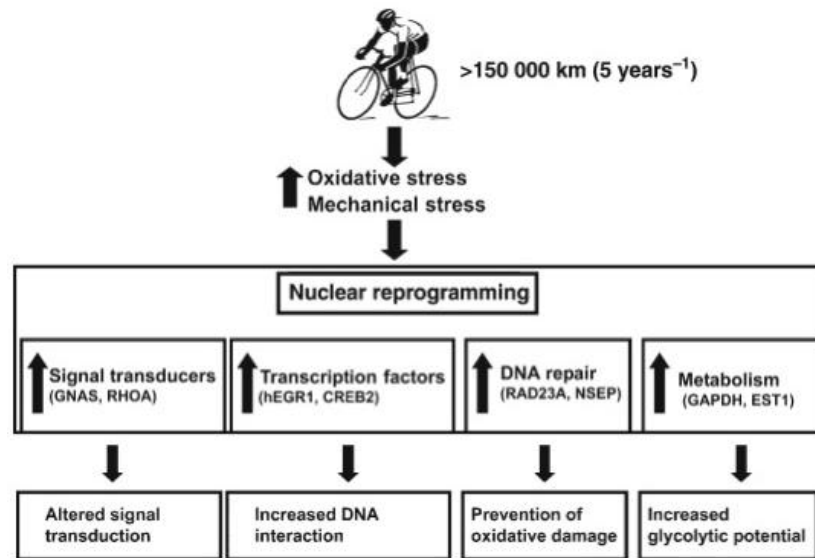 >150 000 km (5 years⁻¹)
Oxidative stress
Mechanical stress
Nuclear reprogramming
Signal transducers
(GNAS, RHOA)
Transcription factors
(hEGR1, CREB2)
DNA repair
(RAD23A, NSEP)
Metabolism
(GAPDH, EST1)
Altered signal
transduction
Increased DNA
interaction
Prevention of
oxidative damage
Increased
glycolytic potential